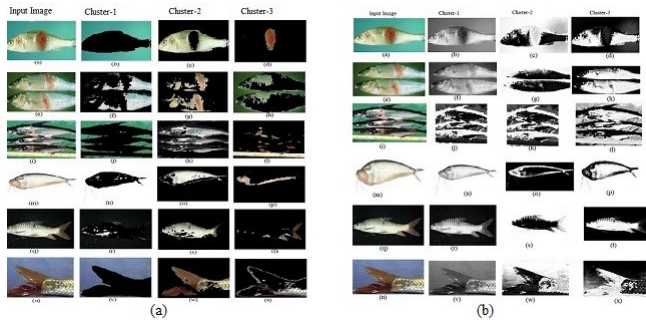 Input Image Cluster-1 Cluster-2 Cluster-3
(a) (b) (c) (d)
(e) (f) (g) (h)
(i) (j) (k) (l)
(m) (n) (o) (p)
(q) (r) (s)
(v) (w)
(a)
Input Image Cluster-1 Cluster-2 Cluster-3
(a) (b) (c) (d)
(e) (f) (g) (h)
(i) (j) (k) (l)
(m) (n) (o) (p)
(q) (r) (s) (t)
(v) (w) (x)
(b)